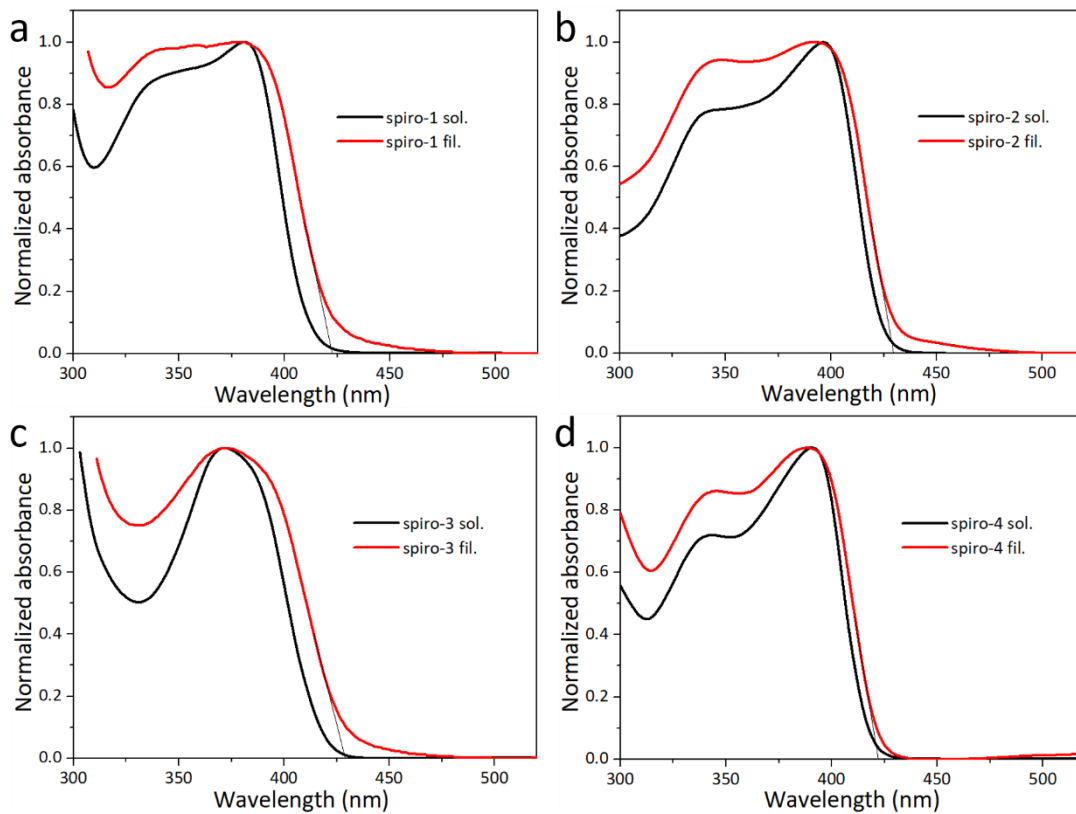 a
1.0
0.8
0.6
0.4
0.2
0.0
Normalized absorbance
spiro-1 sol.
spiro-1 fil.
300
350
400
450
500
Wavelength (nm)
b
1.0
0.8
0.6
0.4
0.2
0.0
Normalized absorbance
spiro-2 sol.
spiro-2 fil.
300
350
400
450
500
Wavelength (nm)
c
1.0
0.8
0.6
0.4
0.2
0.0
Normalized absorbance
spiro-3 sol.
spiro-3 fil.
300
350
400
450
500
Wavelength (nm)
d
1.0
0.8
0.6
0.4
0.2
0.0
Normalized absorbance
spiro-4 sol.
spiro-4 fil.
300
350
400
450
500
Wavelength (nm)